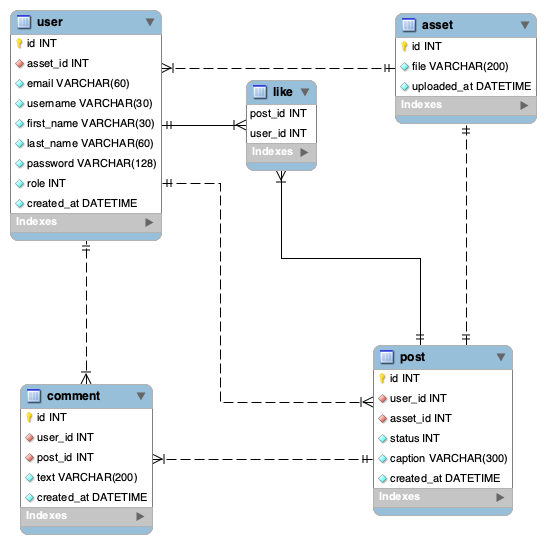 user
id INT
asset_id INT
email VARCHAR(60)
username VARCHAR(30)
first_name VARCHAR(30)
last_name VARCHAR(60)
password VARCHAR(128)
role INT
created_at DATETIME
Indexes
like
post_id INT
user_id INT
Indexes
asset
id INT
file VARCHAR(200)
uploaded_at DATETIME
Indexes
comment
id INT
user_id INT
post_id INT
text VARCHAR(200)
created_at DATETIME
Indexes
post
id INT
user_id INT
asset_id INT
status INT
caption VARCHAR(300)
created_at DATETIME
Indexes